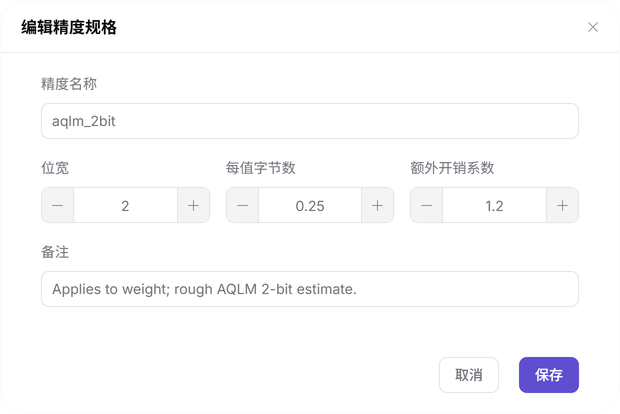 编辑精度规格
精度名称
aqlm_2bit
位宽 每值字节数 额外开销系数
2 0.25 1.2
备注
Applies to weight; rough AQLM 2-bit estimate.
取消 保存